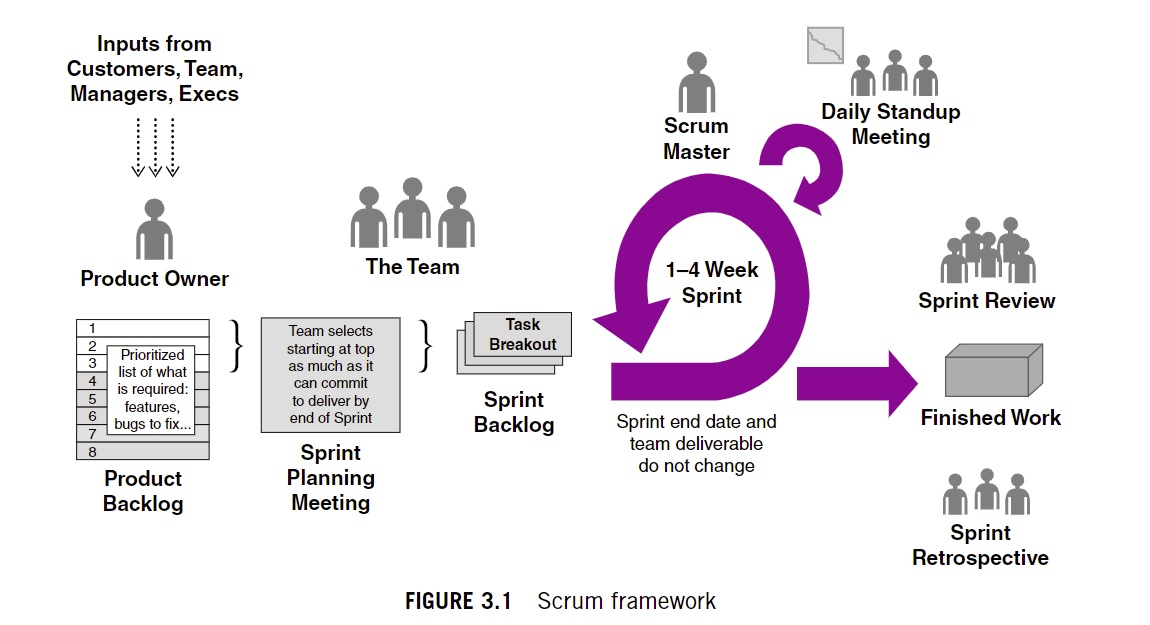 Inputs from
Customers, Team,
Managers, Execs
Product Owner
1
2
3
4
5
6
7
8
Prioritized
list of what
is required:
features,
bugs to fix...
Product
Backlog
The Team
Team selects
starting at top
as much as it
can commit
to deliver by
end of Sprint
Sprint
Planning
Meeting
Task
Breakout
Sprint
Backlog
Scrum
Master
Daily Standup
Meeting
1–4 Week
Sprint
Sprint end date and
team deliverable
do not change
Sprint Review
Finished Work
Sprint
Retrospective
FIGURE 3.1 Scrum framework